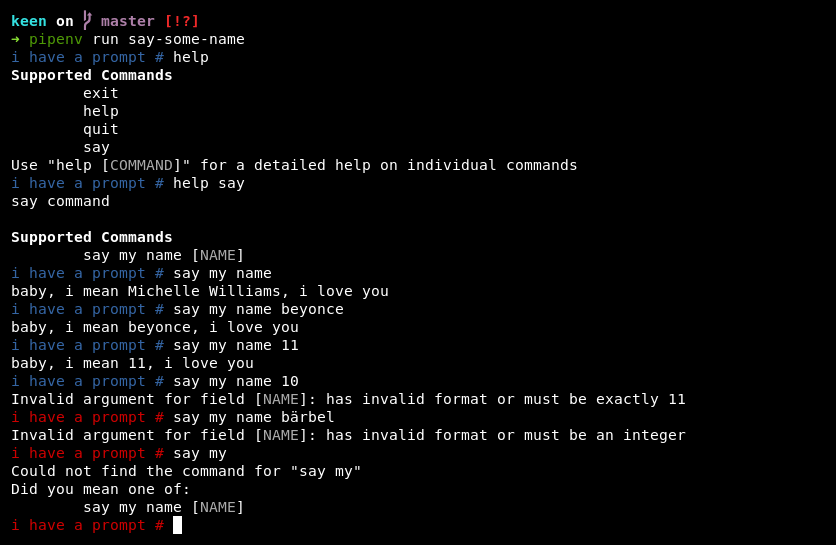 keen on master [!?]
→ pipenv run say-some-name
i have a prompt # help
Supported Commands
exit
help
quit
say
Use "help [COMMAND]" for a detailed help on individual commands
i have a prompt # help say
say command
Supported Commands
say my name [NAME]
i have a prompt # say my name
baby, i mean Michelle Williams, i love you
i have a prompt # say my name beyonce
baby, i mean beyonce, i love you
i have a prompt # say my name 11
baby, i mean 11, i love you
i have a prompt # say my name 10
Invalid argument for field [NAME]: has invalid format or must be exactly 11
i have a prompt # say my name bärbel
Invalid argument for field [NAME]: has invalid format or must be an integer
i have a prompt # say my
Could not find the command for "say my"
Did you mean one of:
say my name [NAME]
i have a prompt #